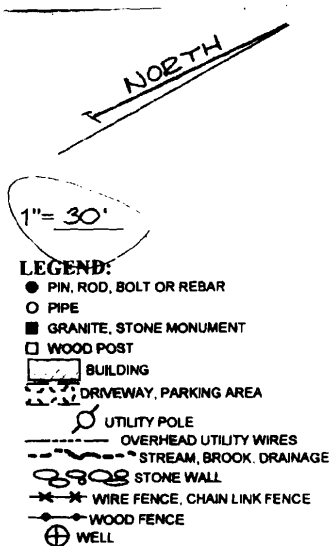 NORTH
1"= 30'
LEGEND:
PIN, ROD, BOLT OR REBAR
PIPE
GRANITE, STONE MONUMENT
WOOD POST
BUILDING
DRIVEWAY, PARKING AREA
UTILITY POLE
OVERHEAD UTILITY WIRES
STREAM, BROOK, DRAINAGE
STONE WALL
WIRE FENCE, CHAIN LINK FENCE
WOOD FENCE
WELL